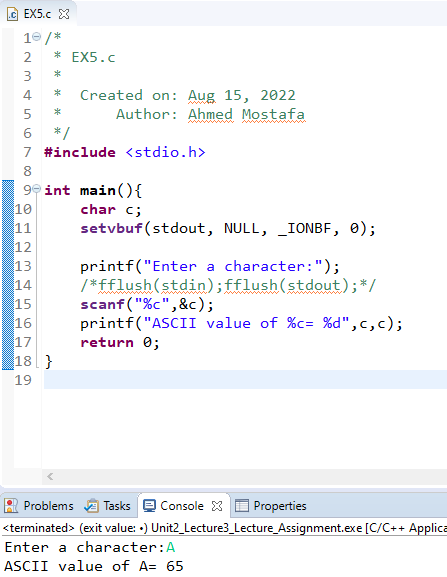 EX5.c
1 /*
2  * EX5.c
3  *
4  *  Created on: Aug 15, 2022
5  *      Author: Ahmed Mostafa
6  */
7 #include <stdio.h>
8
9 int main(){
10     char c;
11     setvbuf(stdout, NULL, _IONBF, 0);
12
13     printf("Enter a character:");
14     /*fflush(stdin);fflush(stdout);*/
15     scanf("%c",&c);
16     printf("ASCII value of %c= %d",c,c);
17     return 0;
18 }
19
Problems Tasks Console Properties
<terminated> (exit value: •) Unit2_Lecture3_Lecture_Assignment.exe [C/C++ Applica
Enter a character:A
ASCII value of A= 65